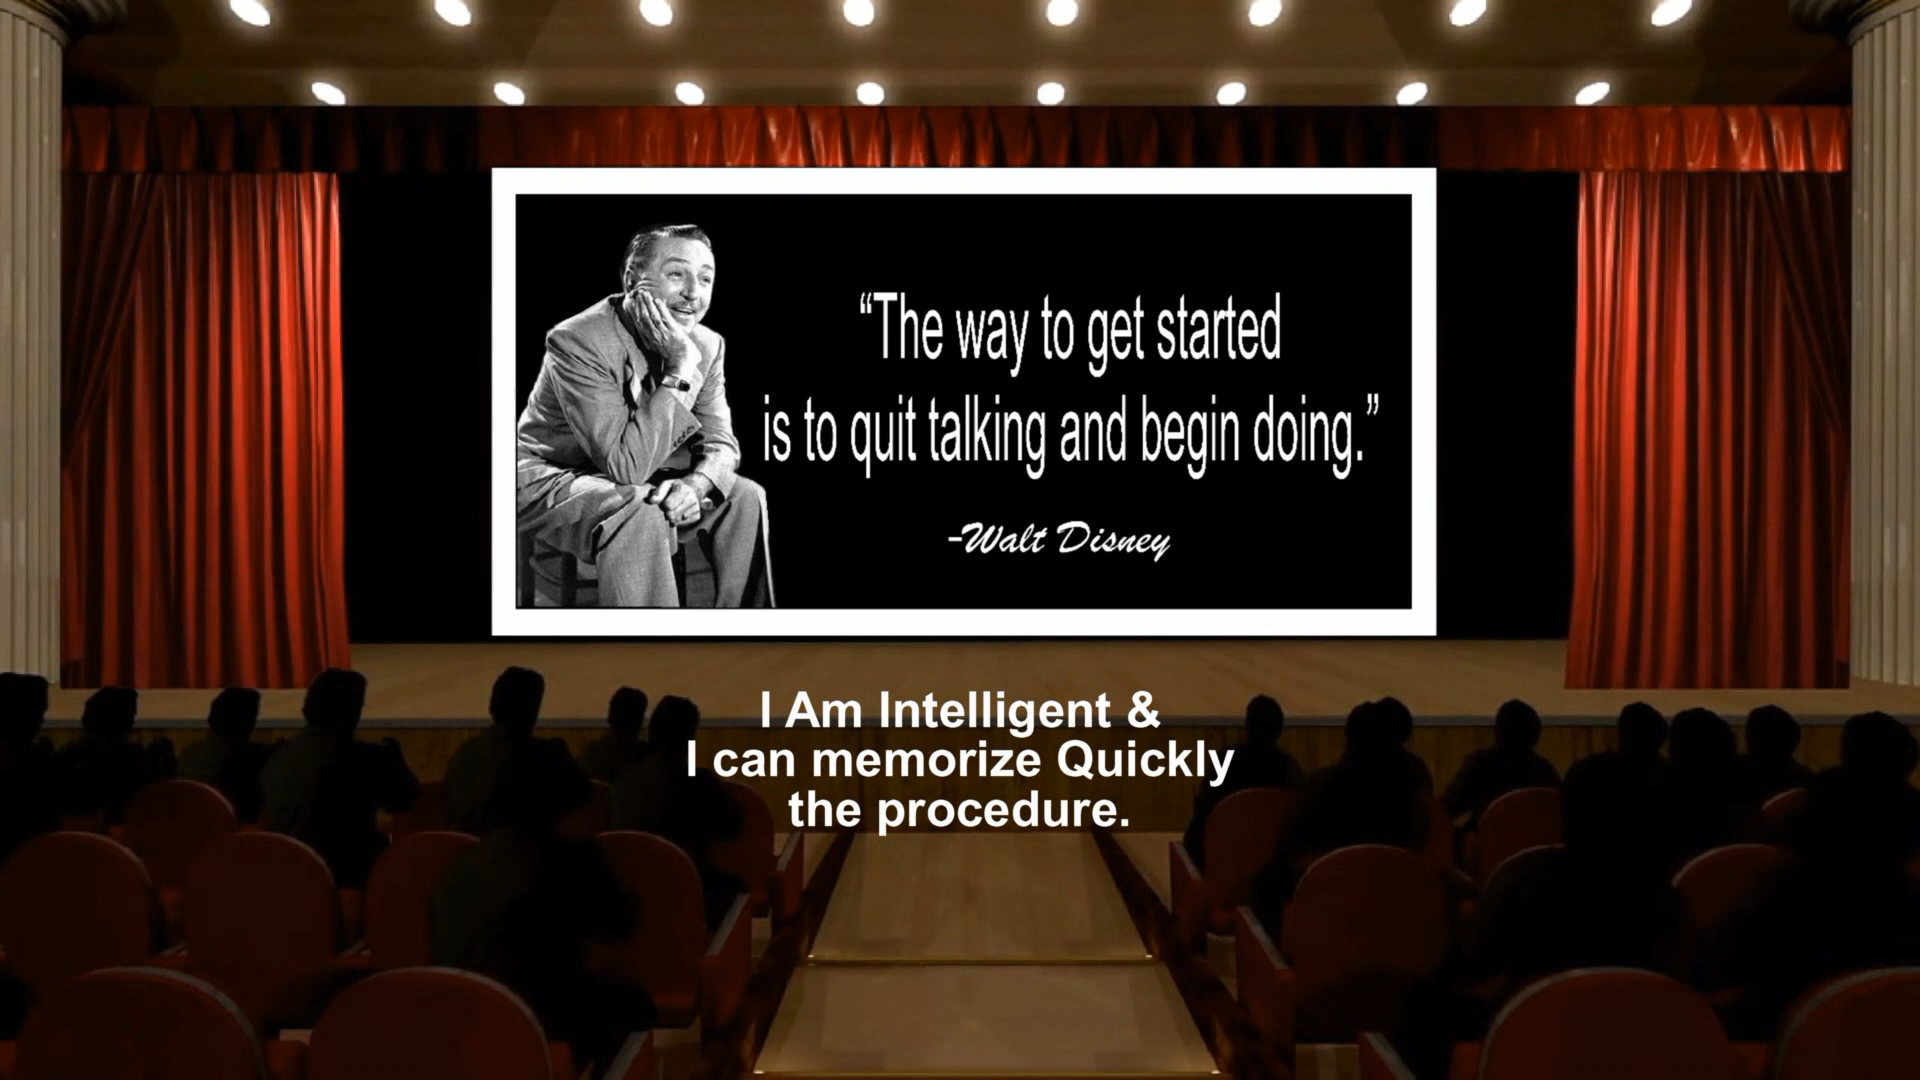 “The way to get started
is to quit talking and begin doing.”
-Walt Disney
I Am Intelligent &
I can memorize Quickly
the procedure.